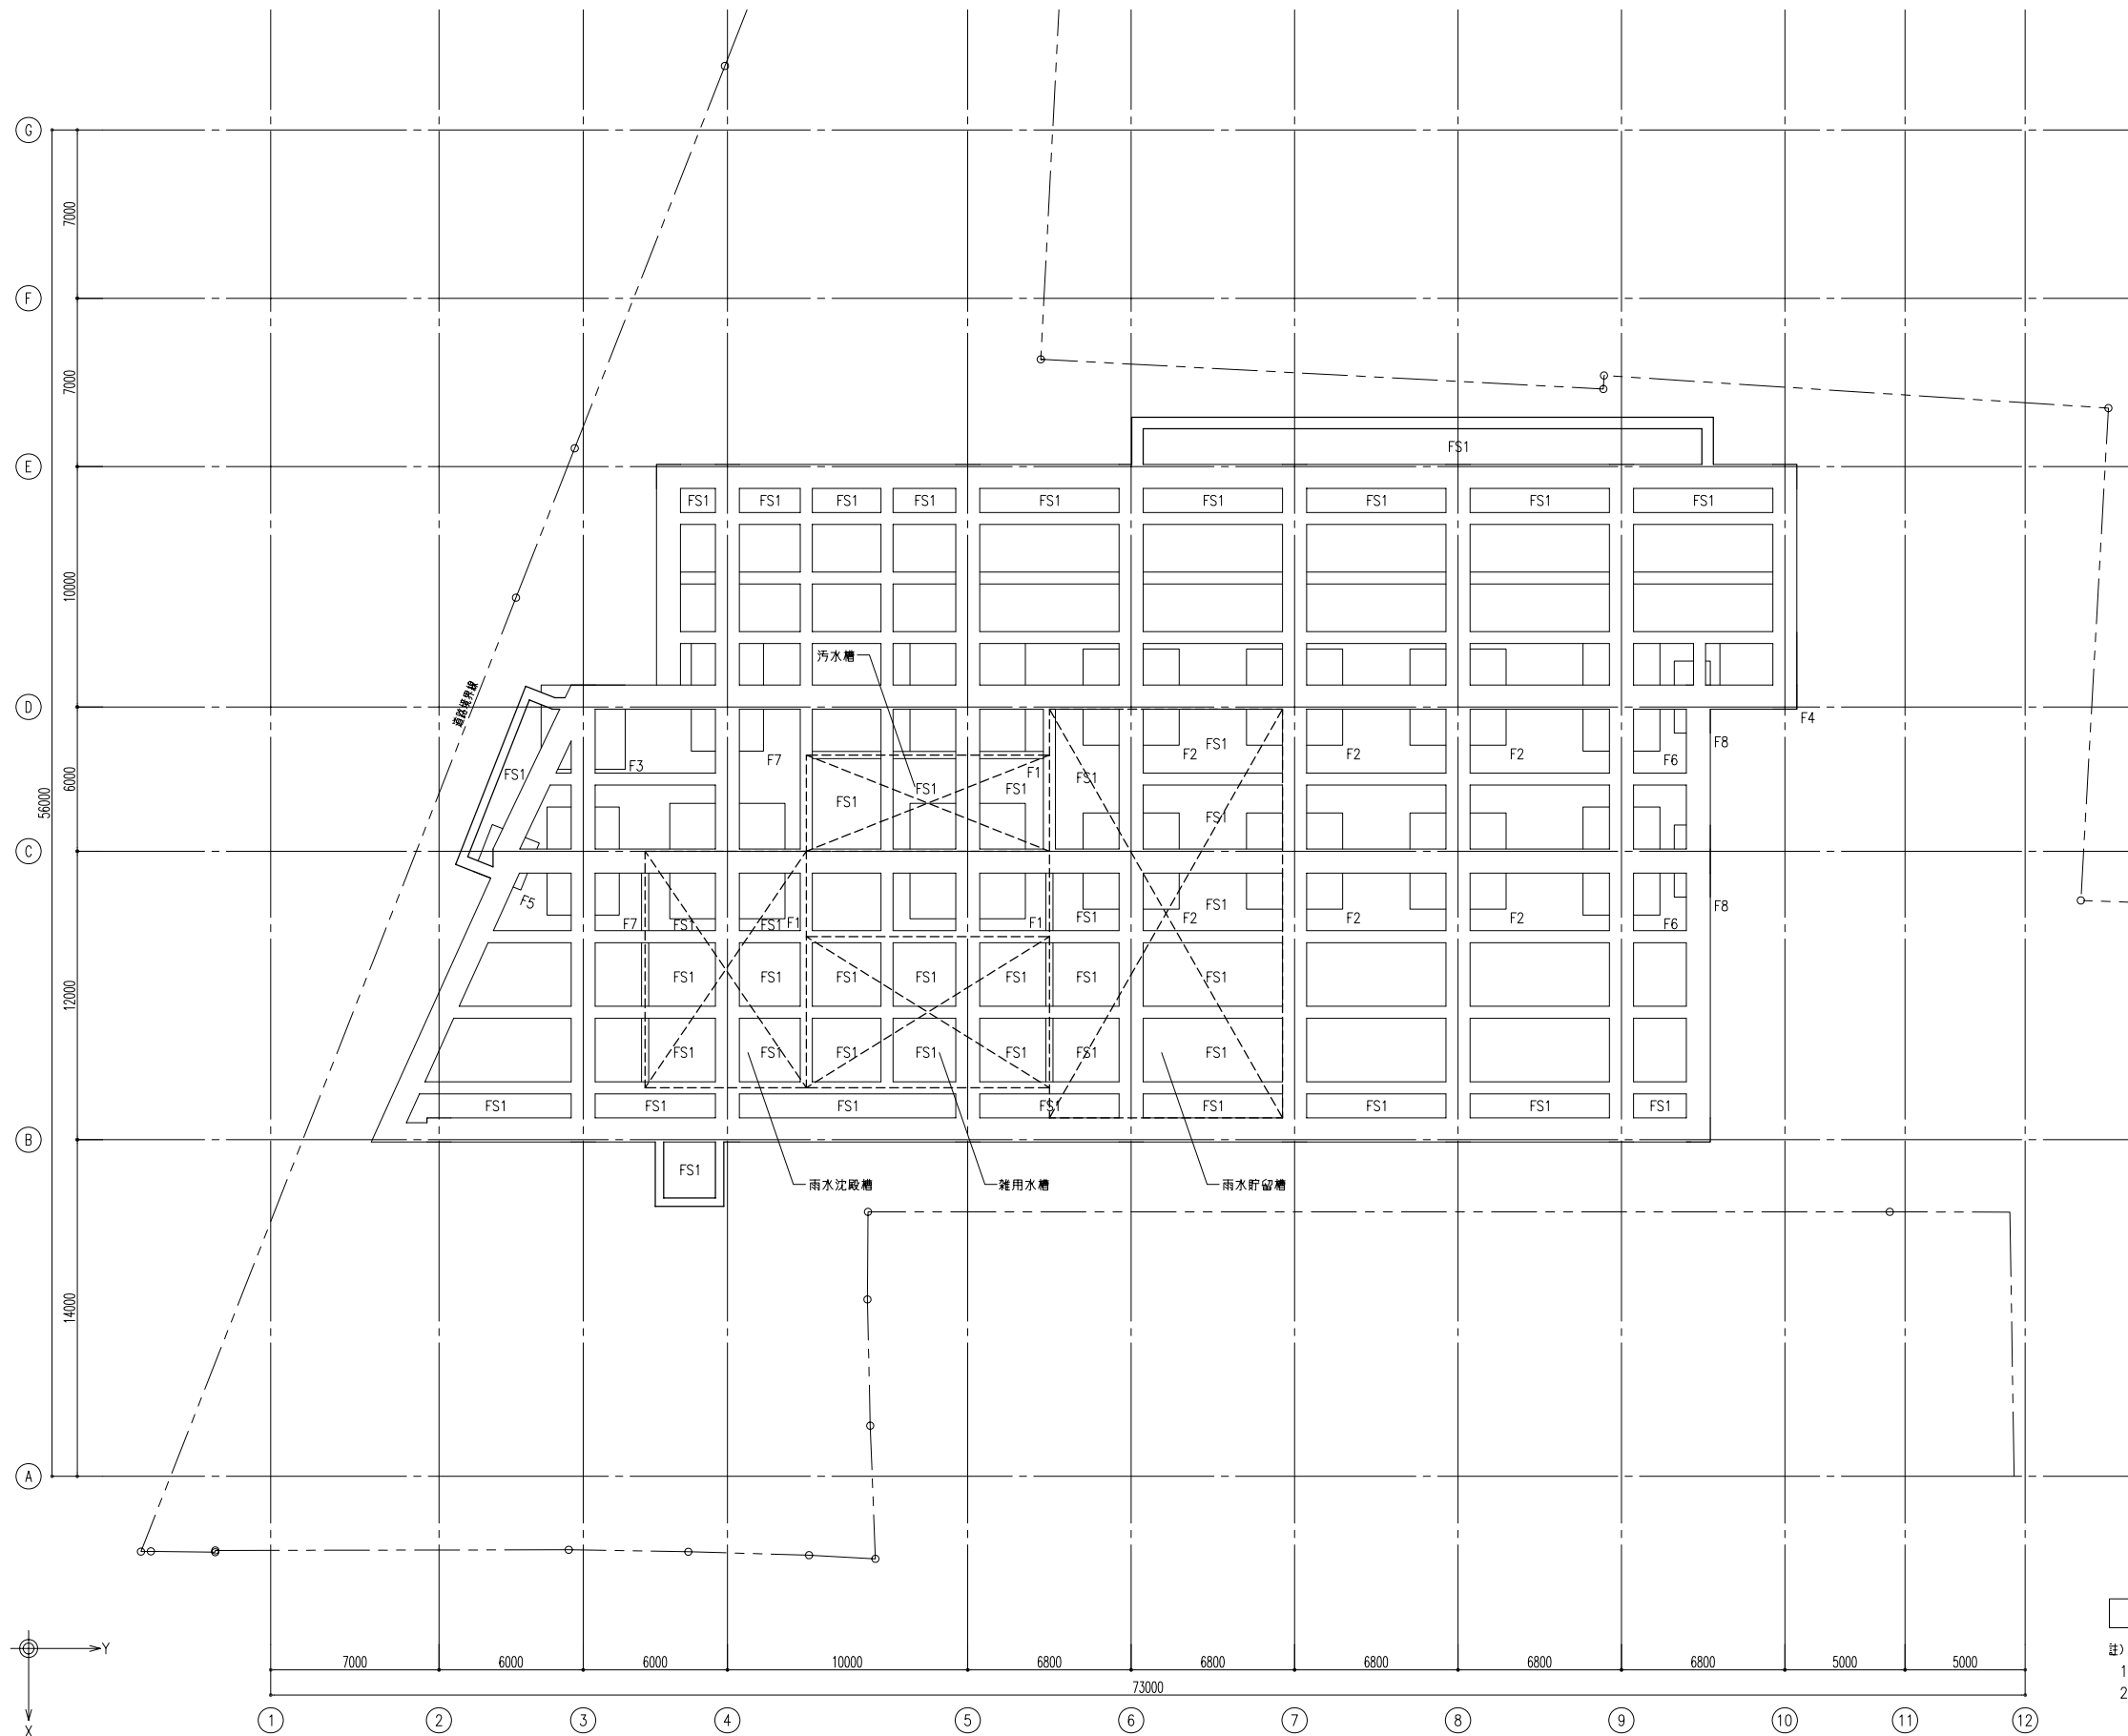 G
F
7000
7000
E
FS1
FS1 FS1 FS1 FS1 FS1 FS1 FS1 FS1 FS1
10000
汚水槽
道路境界線
D
F4
F8
FS1
F2 F2 F2
F3 F7 F1 F6
FS1 FS1 FS1 FS1
6000
56000
FS1 FS1
C
F5
F7 FS1 FS1 F1 F1 FS1 F2 FS1 F2 F2 F6
F8
FS1 FS1 FS1 FS1 FS1 FS1 FS1
12000
FS1 FS1 FS1 FS1 FS1 FS1 FS1
FS1 FS1 FS1 FS1 FS1 FS1 FS1 FS1
B
FS1
雨水沈殿槽 雑用水槽 雨水貯留槽
14000
A
Y
X
註)
1
2
7000 6000 6000 10000 6800 6800 6800 6800 6800 5000 5000
73000
1 2 3 4 5 6 7 8 9 10 11 12